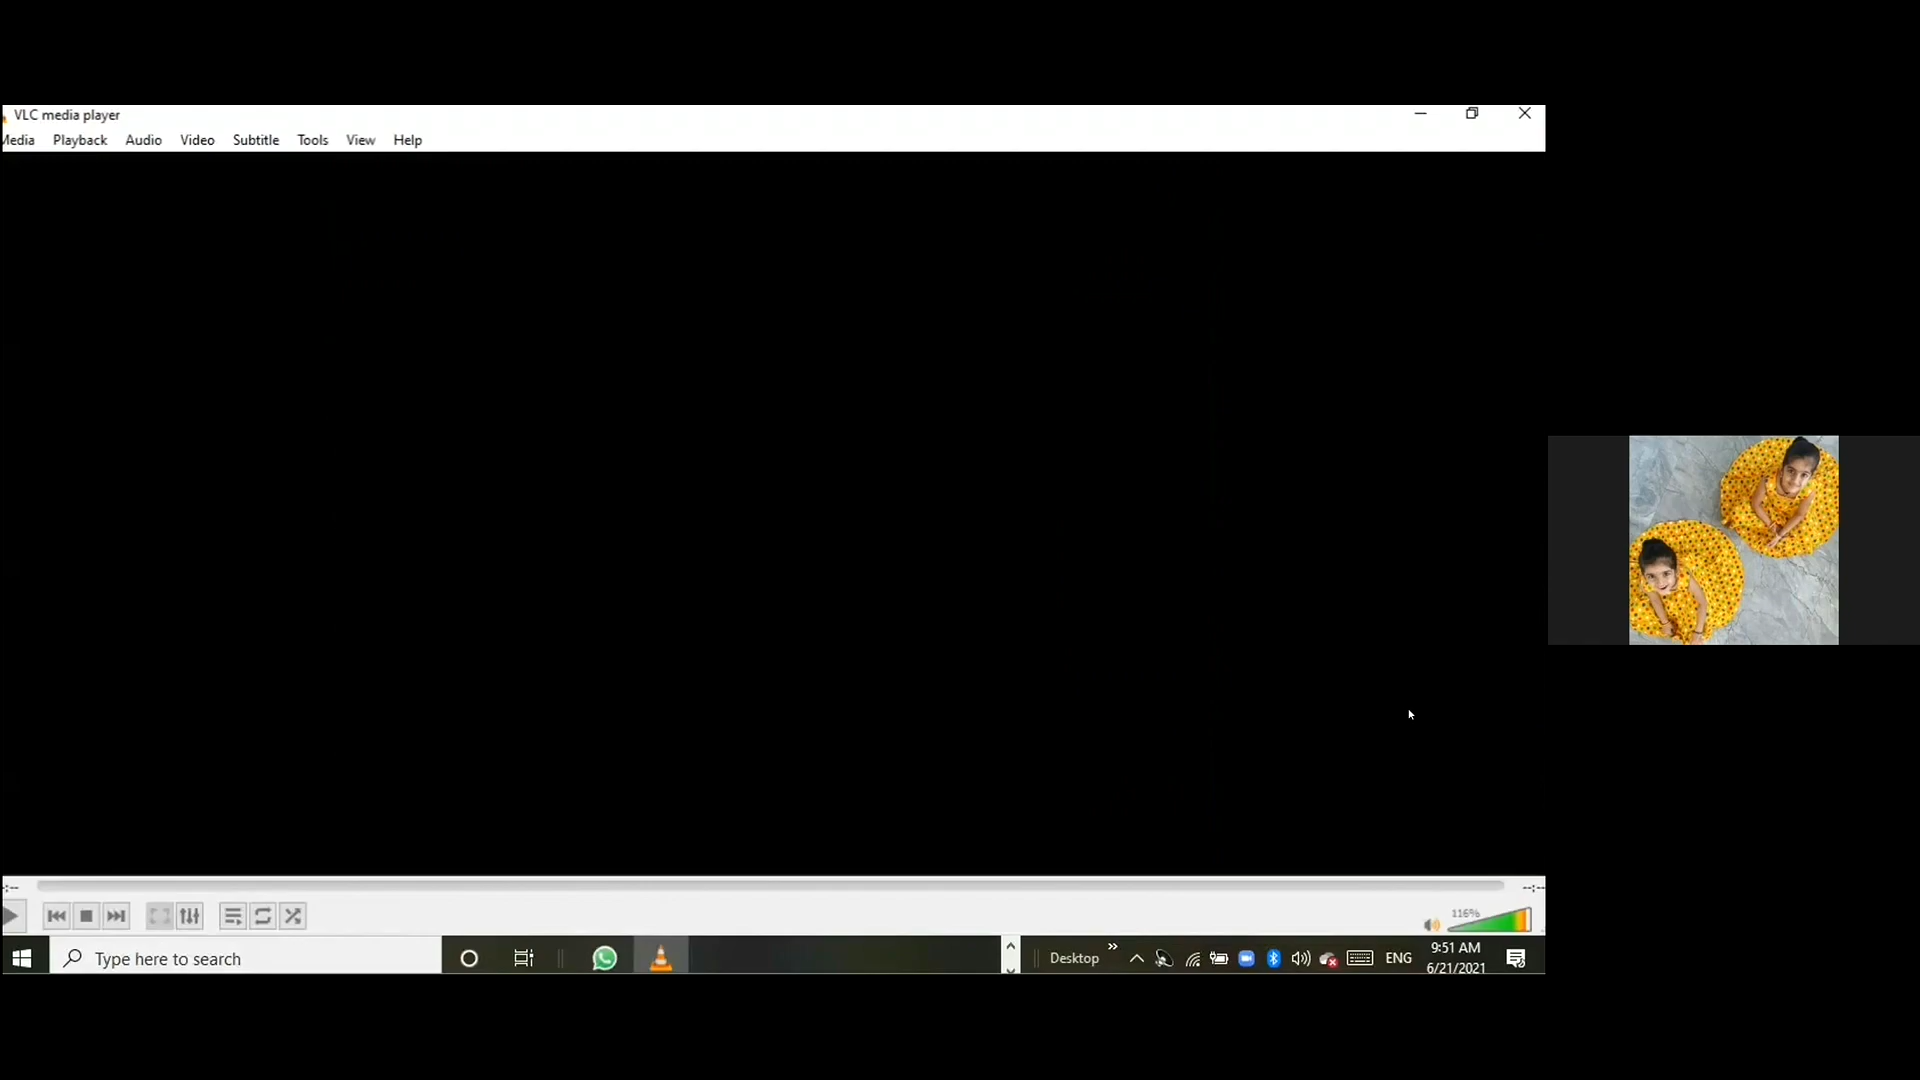 VLC media player
Media Playback Audio Video Subtitle Tools View Help
--:--
116%
Type here to search
Desktop
ENG
9:51 AM
6/21/2021